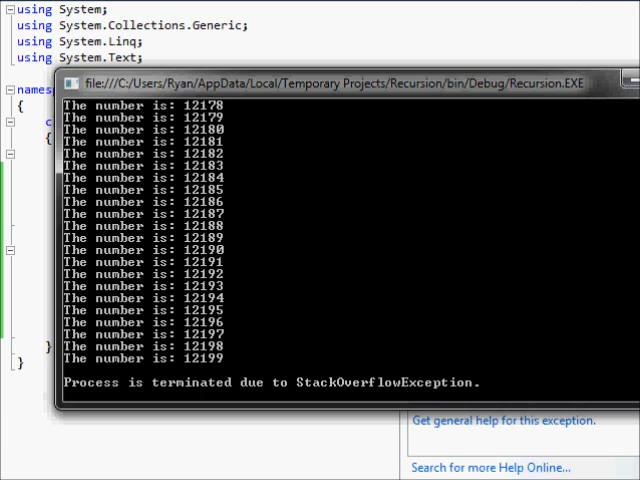 using System;
using System.Collections.Generic;
using System.Linq;
using System.Text;
file:///C:/Users/Ryan/AppData/Local/Temporary Projects/Recursion/bin/Debug/Recursion.EXE
namesp
{
c
{
The number is: 12178
The number is: 12179
The number is: 12180
The number is: 12181
The number is: 12182
The number is: 12183
The number is: 12184
The number is: 12185
The number is: 12186
The number is: 12187
The number is: 12188
The number is: 12189
The number is: 12190
The number is: 12191
The number is: 12192
The number is: 12193
The number is: 12194
The number is: 12195
The number is: 12196
The number is: 12197
The number is: 12198
The number is: 12199
Process is terminated due to StackOverflowException.
}
}
Get general help for this exception.
Search for more Help Online...